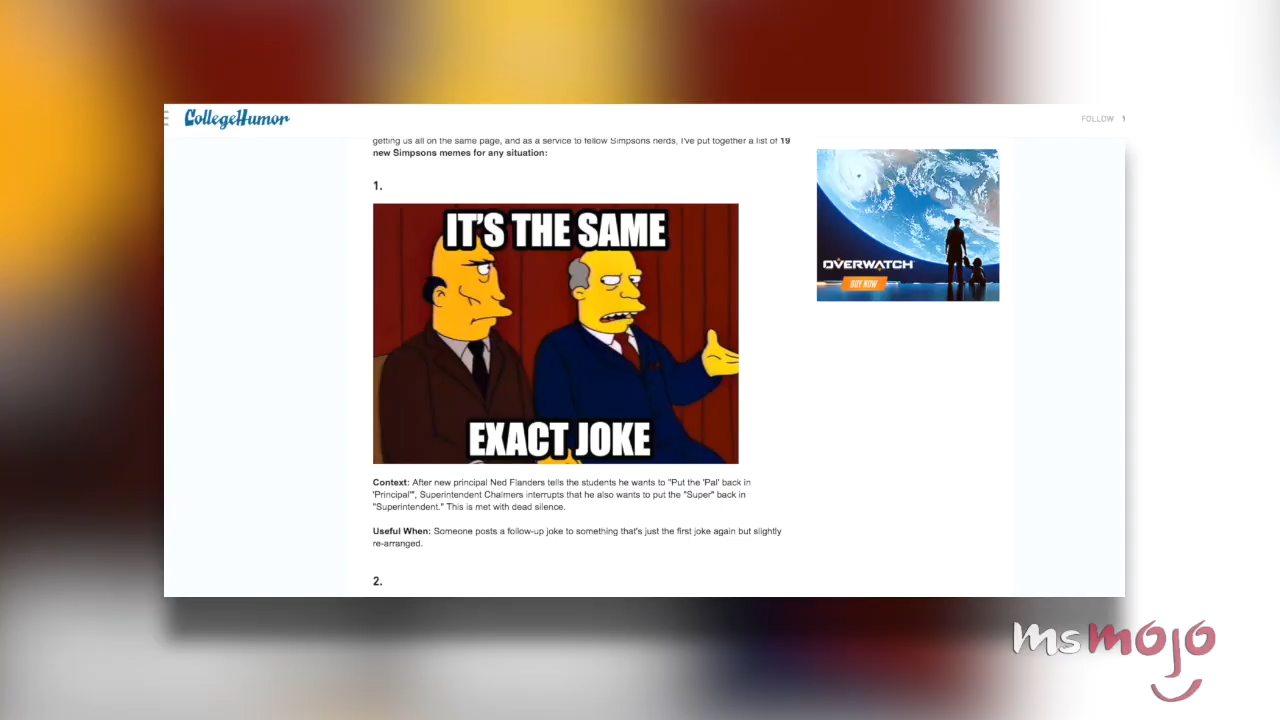 CollegeHumor
FOLLOW
getting us all on the same page, and as a service to fellow Simpsons nerds, I've put together a list of 19
new Simpsons memes for any situation:
1.
IT'S THE SAME
EXACT JOKE
OVERWATCH
BUY NOW
Context: After new principal Ned Flanders tells the students he wants to "Put the 'Pal' back in
'Principal'", Superintendent Chalmers interrupts that he also wants to put the "Super" back in
"Superintendent." This is met with dead silence.
Useful When: Someone posts a follow-up joke to something that's just the first joke again but slightly
re-arranged.
2.
msmojo